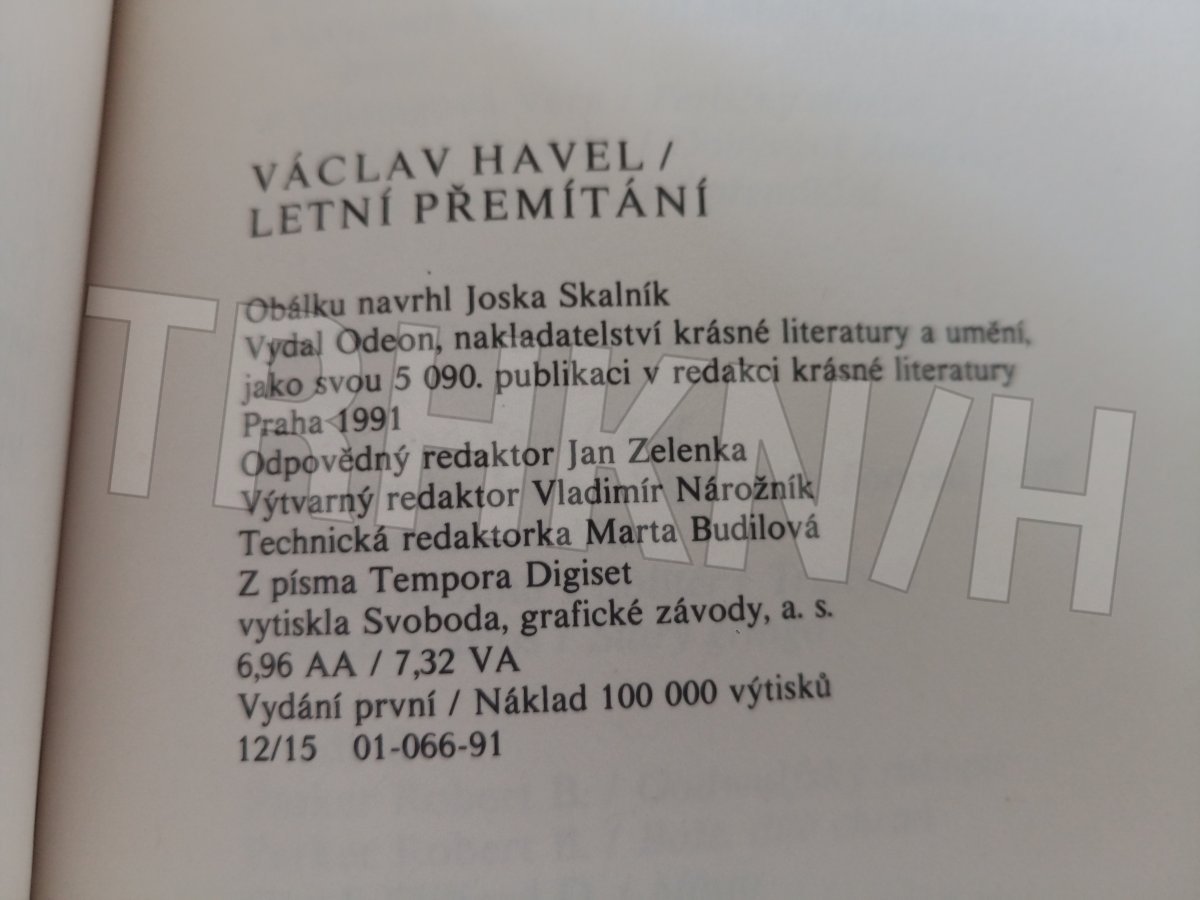 VÁCLAV HAVEL /
LETNÍ PŘEMÍTÁNÍ
Obálku navrhl Joska Skalník
Vydal Odeon, nakladatelství krásné literatury a umění,
jako svou 5 090. publikaci v redakci krásné literatury
Praha 1991
Odpovědný redaktor Jan Zelenka
Výtvarný redaktor Vladimír Nárožník
Technická redaktorka Marta Budilová
Z písma Tempora Digiset
vytiskla Svoboda, grafické závody, a. s.
6,96 AA / 7,32 VA
Vydání první / Náklad 100 000 výtisků
12/15 01-066-91
TRHKN/H